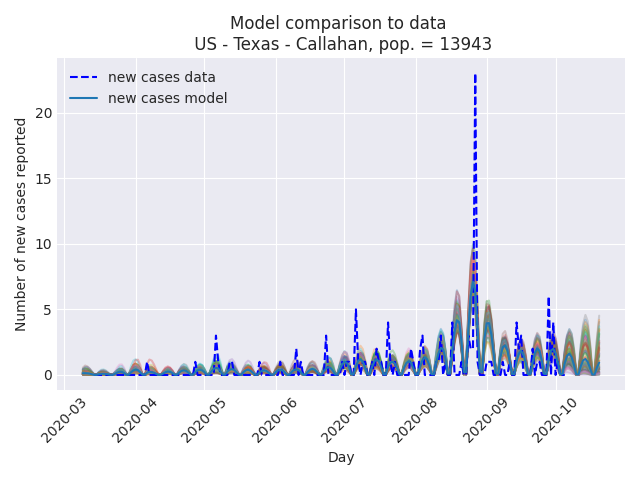 Model comparison to data
US - Texas - Callahan, pop. = 13943
new cases data
new cases model
Number of new cases reported
20
15
10
5
0
2020-03
2020-04
2020-05
2020-06
2020-07
2020-08
2020-09
2020-10
Day